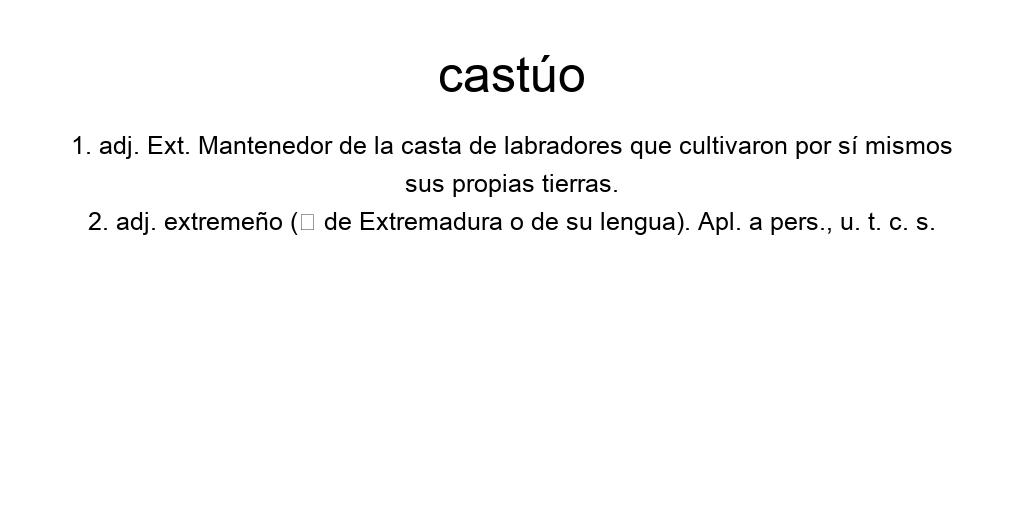 castúo
1. adj. Ext. Mantenedor de la casta de labradores que cultivaron por sí mismos
sus propias tierras.
2. adj. extremeño (□ de Extremadura o de su lengua). Apl. a pers., u. t. c. s.